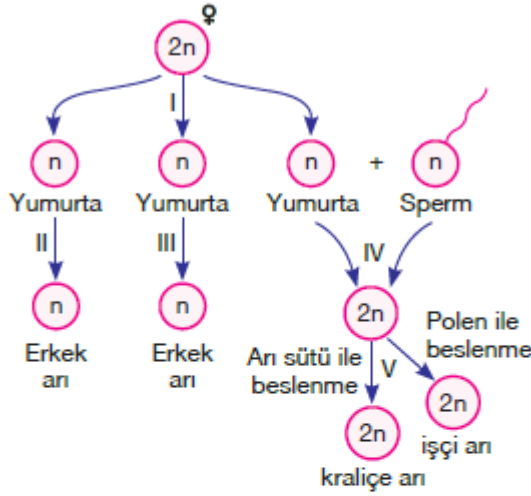 ♀
2n
I
n
n
n
+
n
Yumurta
Yumurta
Yumurta
Sperm
II
III
IV
n
n
2n
Erkek
arı
Erkek
arı
Arı sütü ile
beslenme
V
Polen ile
beslenme
2n
2n
kraliçe arı
işçi arı